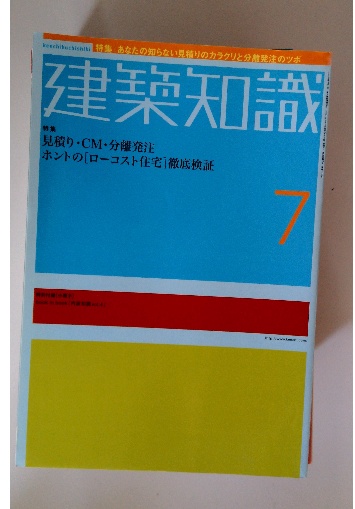 kenchikuchishiki
特集 あなたの知らない見積りのカラクリと分離発注のツボ
建築知識
特集
見積り・CM・分離発注
ホントの[ローコスト住宅]徹底検証
7